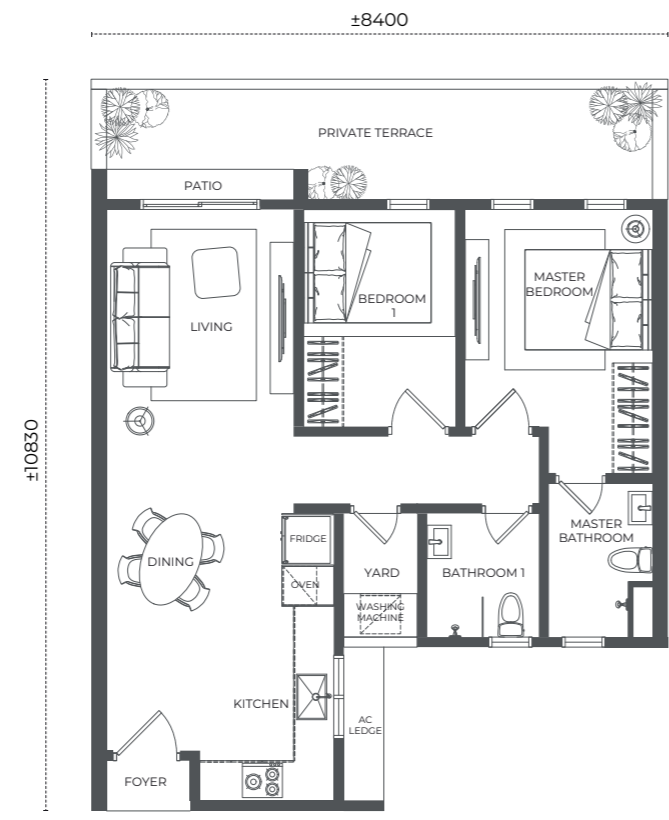 ±8400
PRIVATE TERRACE
PATIO
±10830
LIVING
BEDROOM
1
MASTER
BEDROOM
DINING
FRIDGE
OVEN
YARD
WASHING
MACHINE
BATHROOM 1
MASTER
BATHROOM
KITCHEN
AC
LEDGE
FOYER